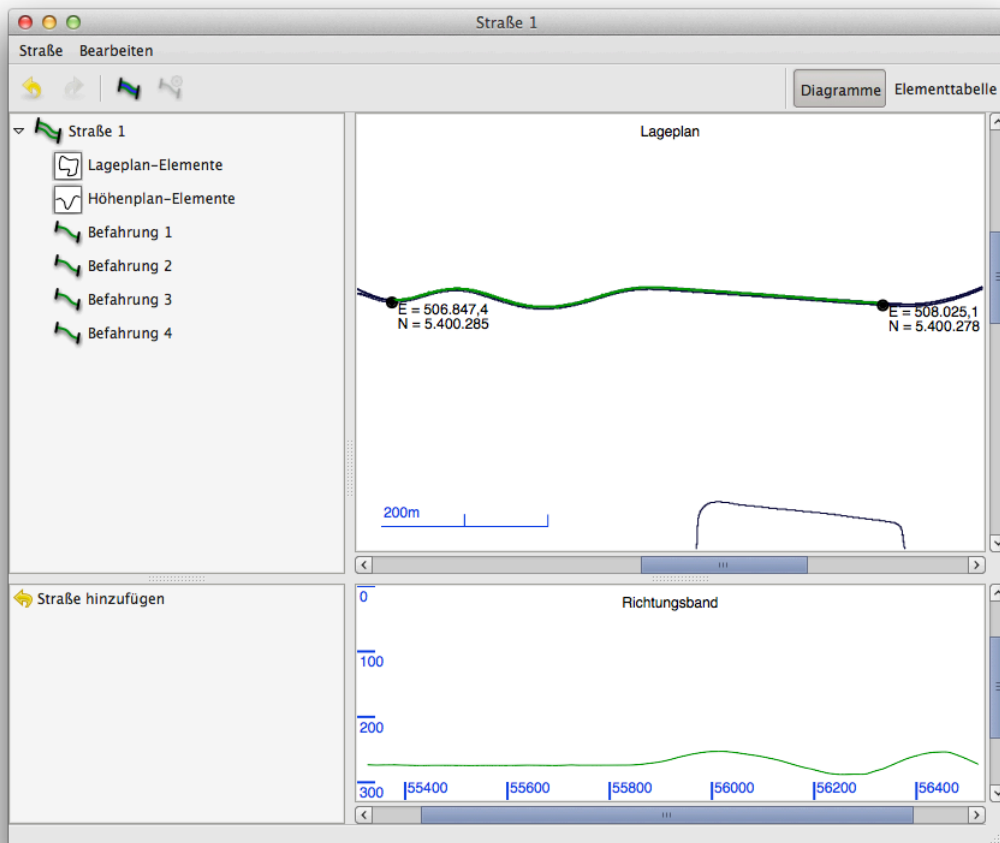 Straße 1
Straße Bearbeiten
Diagramme Elementtabelle
Straße 1
Lageplan-Elemente
Höhenplan-Elemente
Befahrung 1
Befahrung 2
Befahrung 3
Befahrung 4
Lageplan
E = 506.847,4
N = 5.400.285
E = 508.025,1
N = 5.400.278
200m
Straße hinzufügen
Richtungsband
0
100
200
300
55400 55600 55800 56000 56200 56400